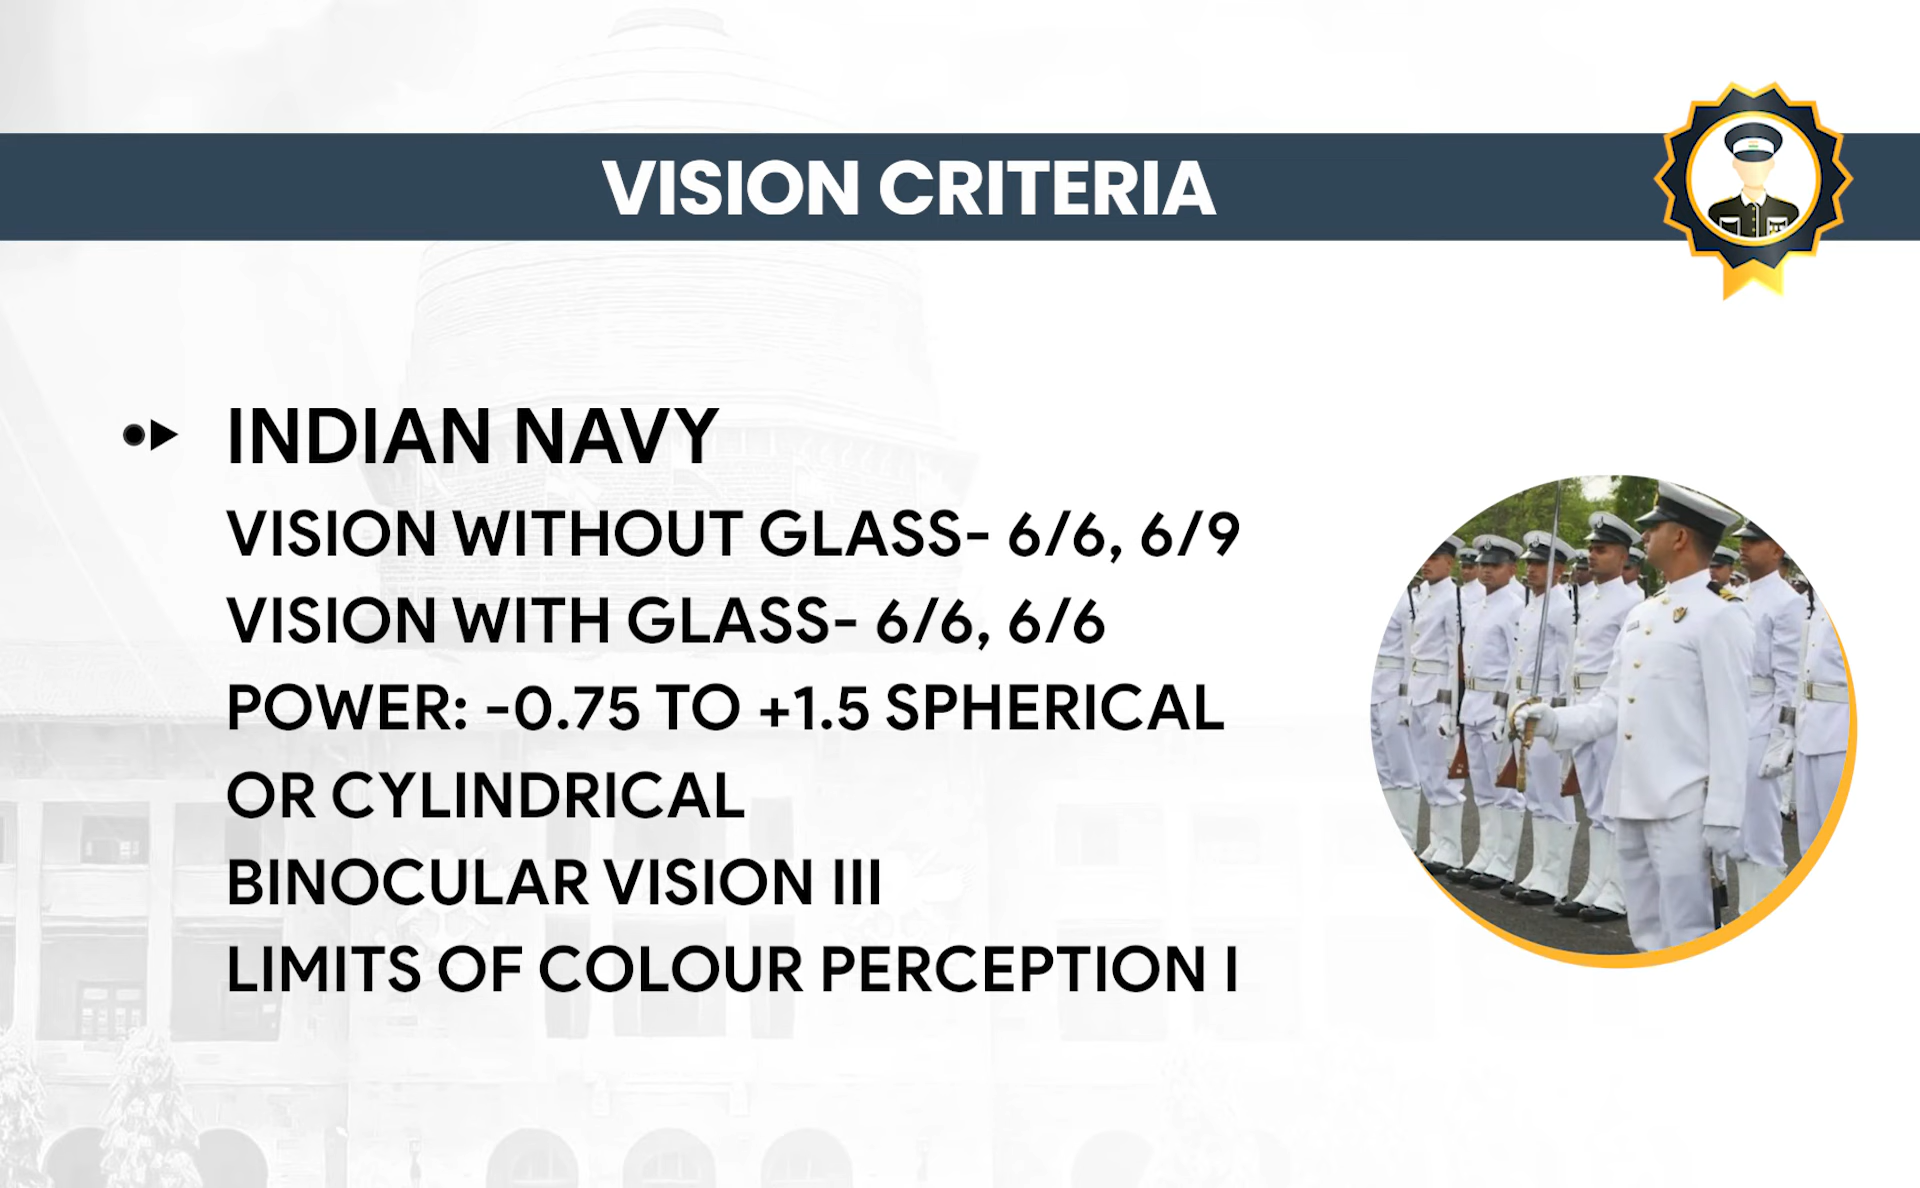 VISION CRITERIA
INDIAN NAVY
VISION WITHOUT GLASS- 6/6, 6/9
VISION WITH GLASS- 6/6, 6/6
POWER: -0.75 TO +1.5 SPHERICAL
OR CYLINDRICAL
BINOCULAR VISION III
LIMITS OF COLOUR PERCEPTION I